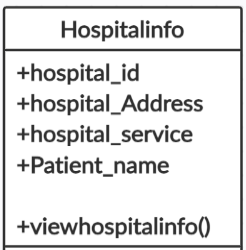 Hospitalinfo
+hospital_id
+hospital_Address
+hospital_service
+Patient_name
+viewhospitalinfo()